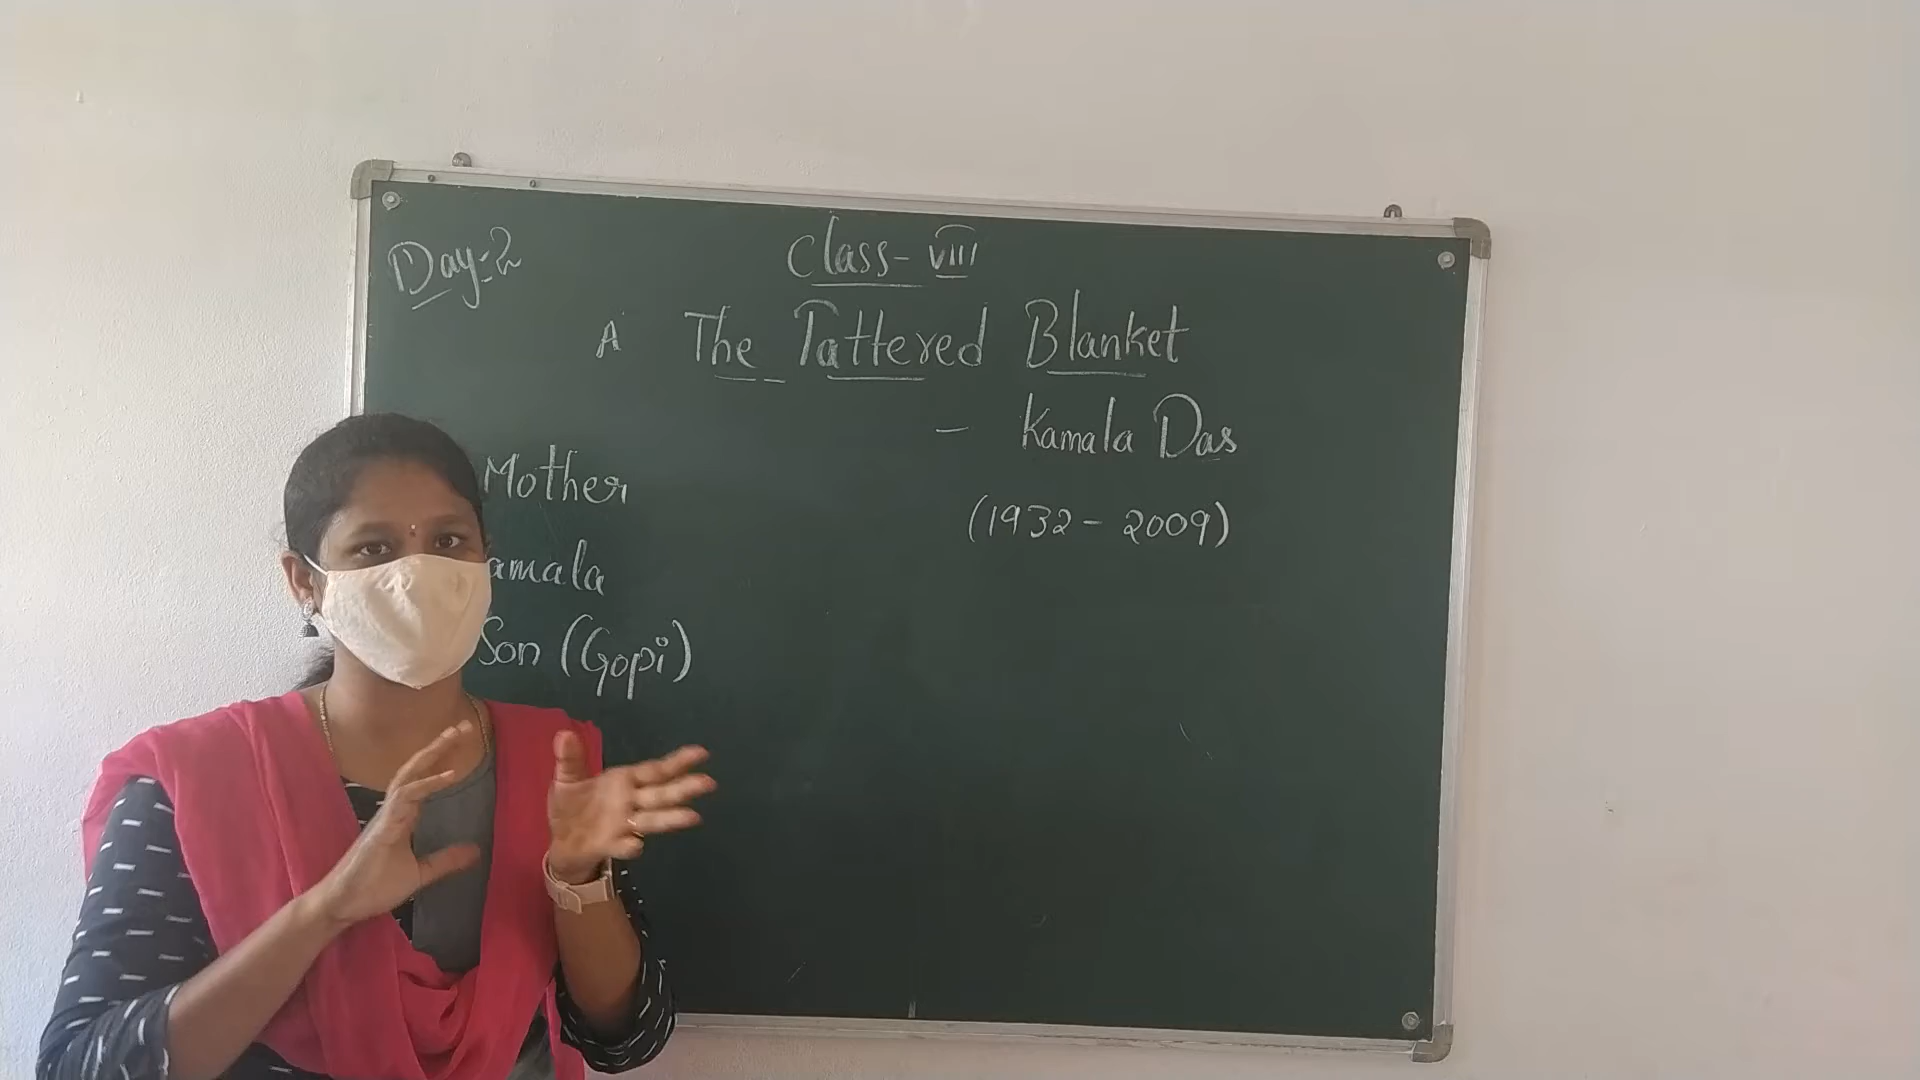 Day-2
Class- VIII
A The Tattered Blanket
- Kamala Das
(1932 - 2009)
Mother
amala
Son (Gopi)